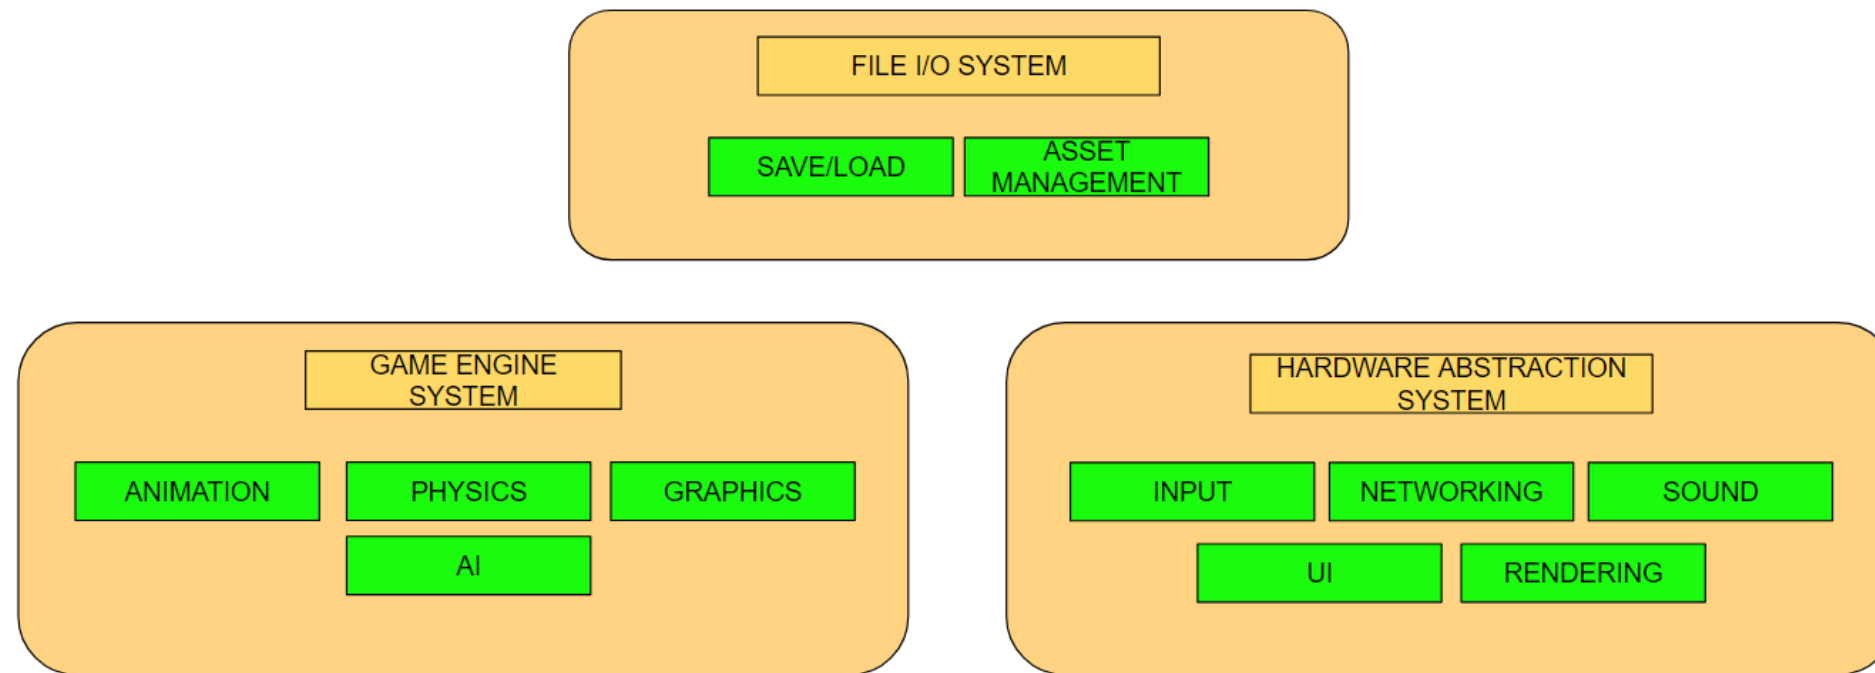 FILE I/O SYSTEM
SAVE/LOAD
ASSET
MANAGEMENT
GAME ENGINE
SYSTEM
ANIMATION
PHYSICS
GRAPHICS
AI
HARDWARE ABSTRACTION
SYSTEM
INPUT
NETWORKING
SOUND
UI
RENDERING